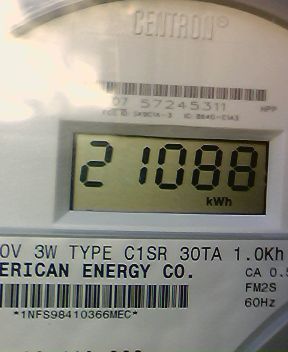 CENTRON®
07 57245311 HPP
21088
kWh
0V 3W TYPE C1SR 30TA 1.0Kh
ERICAN ENERGY CO.
CA 0.5
FM2S
60Hz
*1NFS98410366MEC*